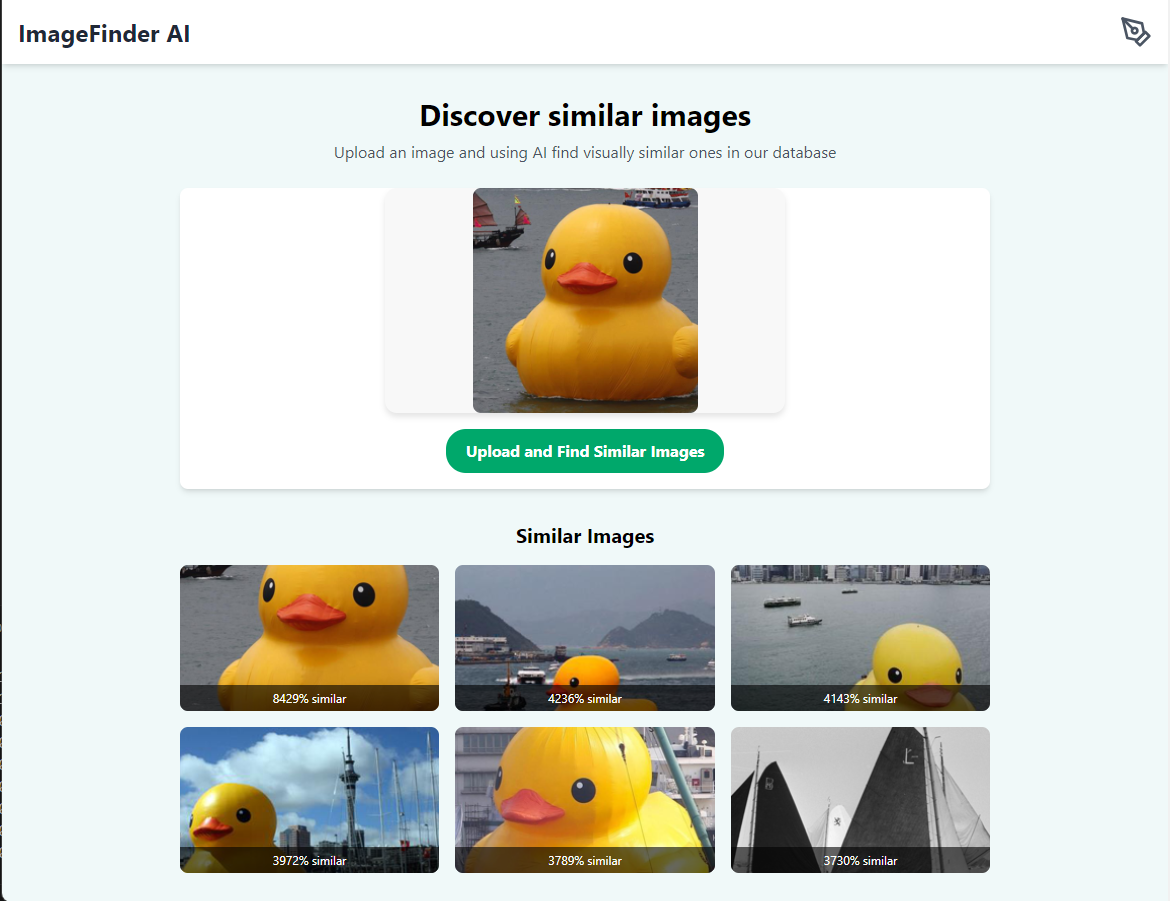 ImageFinder AI
Discover similar images
Upload an image and using AI find visually similar ones in our database
Upload and Find Similar Images
Similar Images
8429% similar
4236% similar
4143% similar
3972% similar
3789% similar
3730% similar